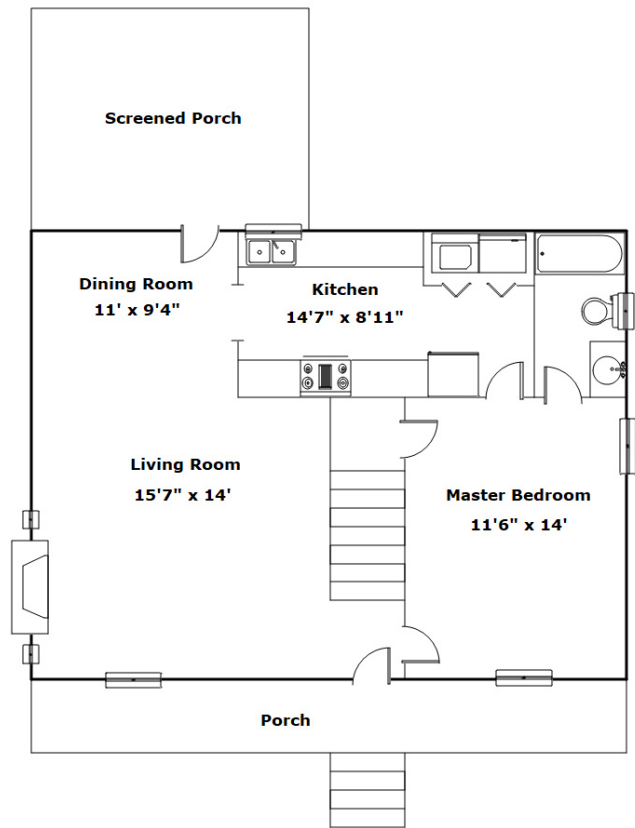 Screened Porch
Dining Room
11' x 9'4"
Kitchen
14'7" x 8'11"
Living Room
15'7" x 14'
Master Bedroom
11'6" x 14'
Porch